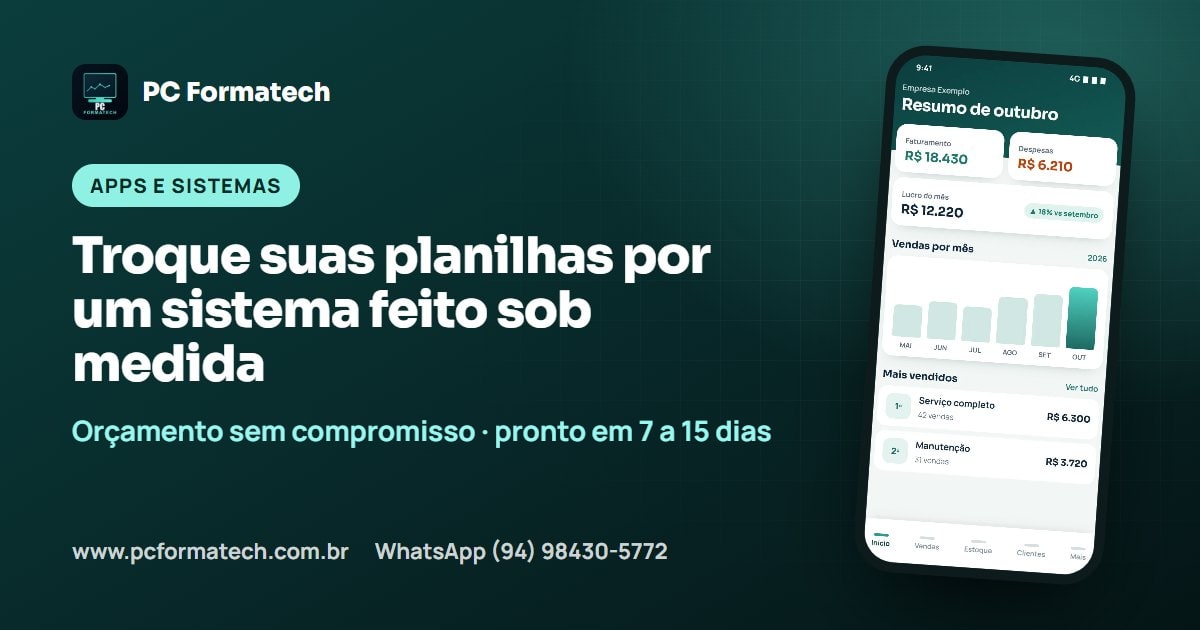 PC
FORMATECH
PC Formatech
APPS E SISTEMAS
Troque suas planilhas por
um sistema feito sob
medida
Orçamento sem compromisso · pronto em 7 a 15 dias
www.pcformatech.com.br WhatsApp (94) 98430-5772
9:41 4G
Empresa Exemplo
Resumo de outubro
Faturamento Despesas
R$ 18.430 R$ 6.210
Lucro do mês
R$ 12.220 ▲ 18% vs setembro
Vendas por mês 2026
MAI JUN JUL AGO SET OUT
Mais vendidos Ver tudo
1º Serviço completo R$ 6.300
42 vendas
2º Manutenção R$ 3.720
31 vendas
Início Vendas Estoque Clientes Mais